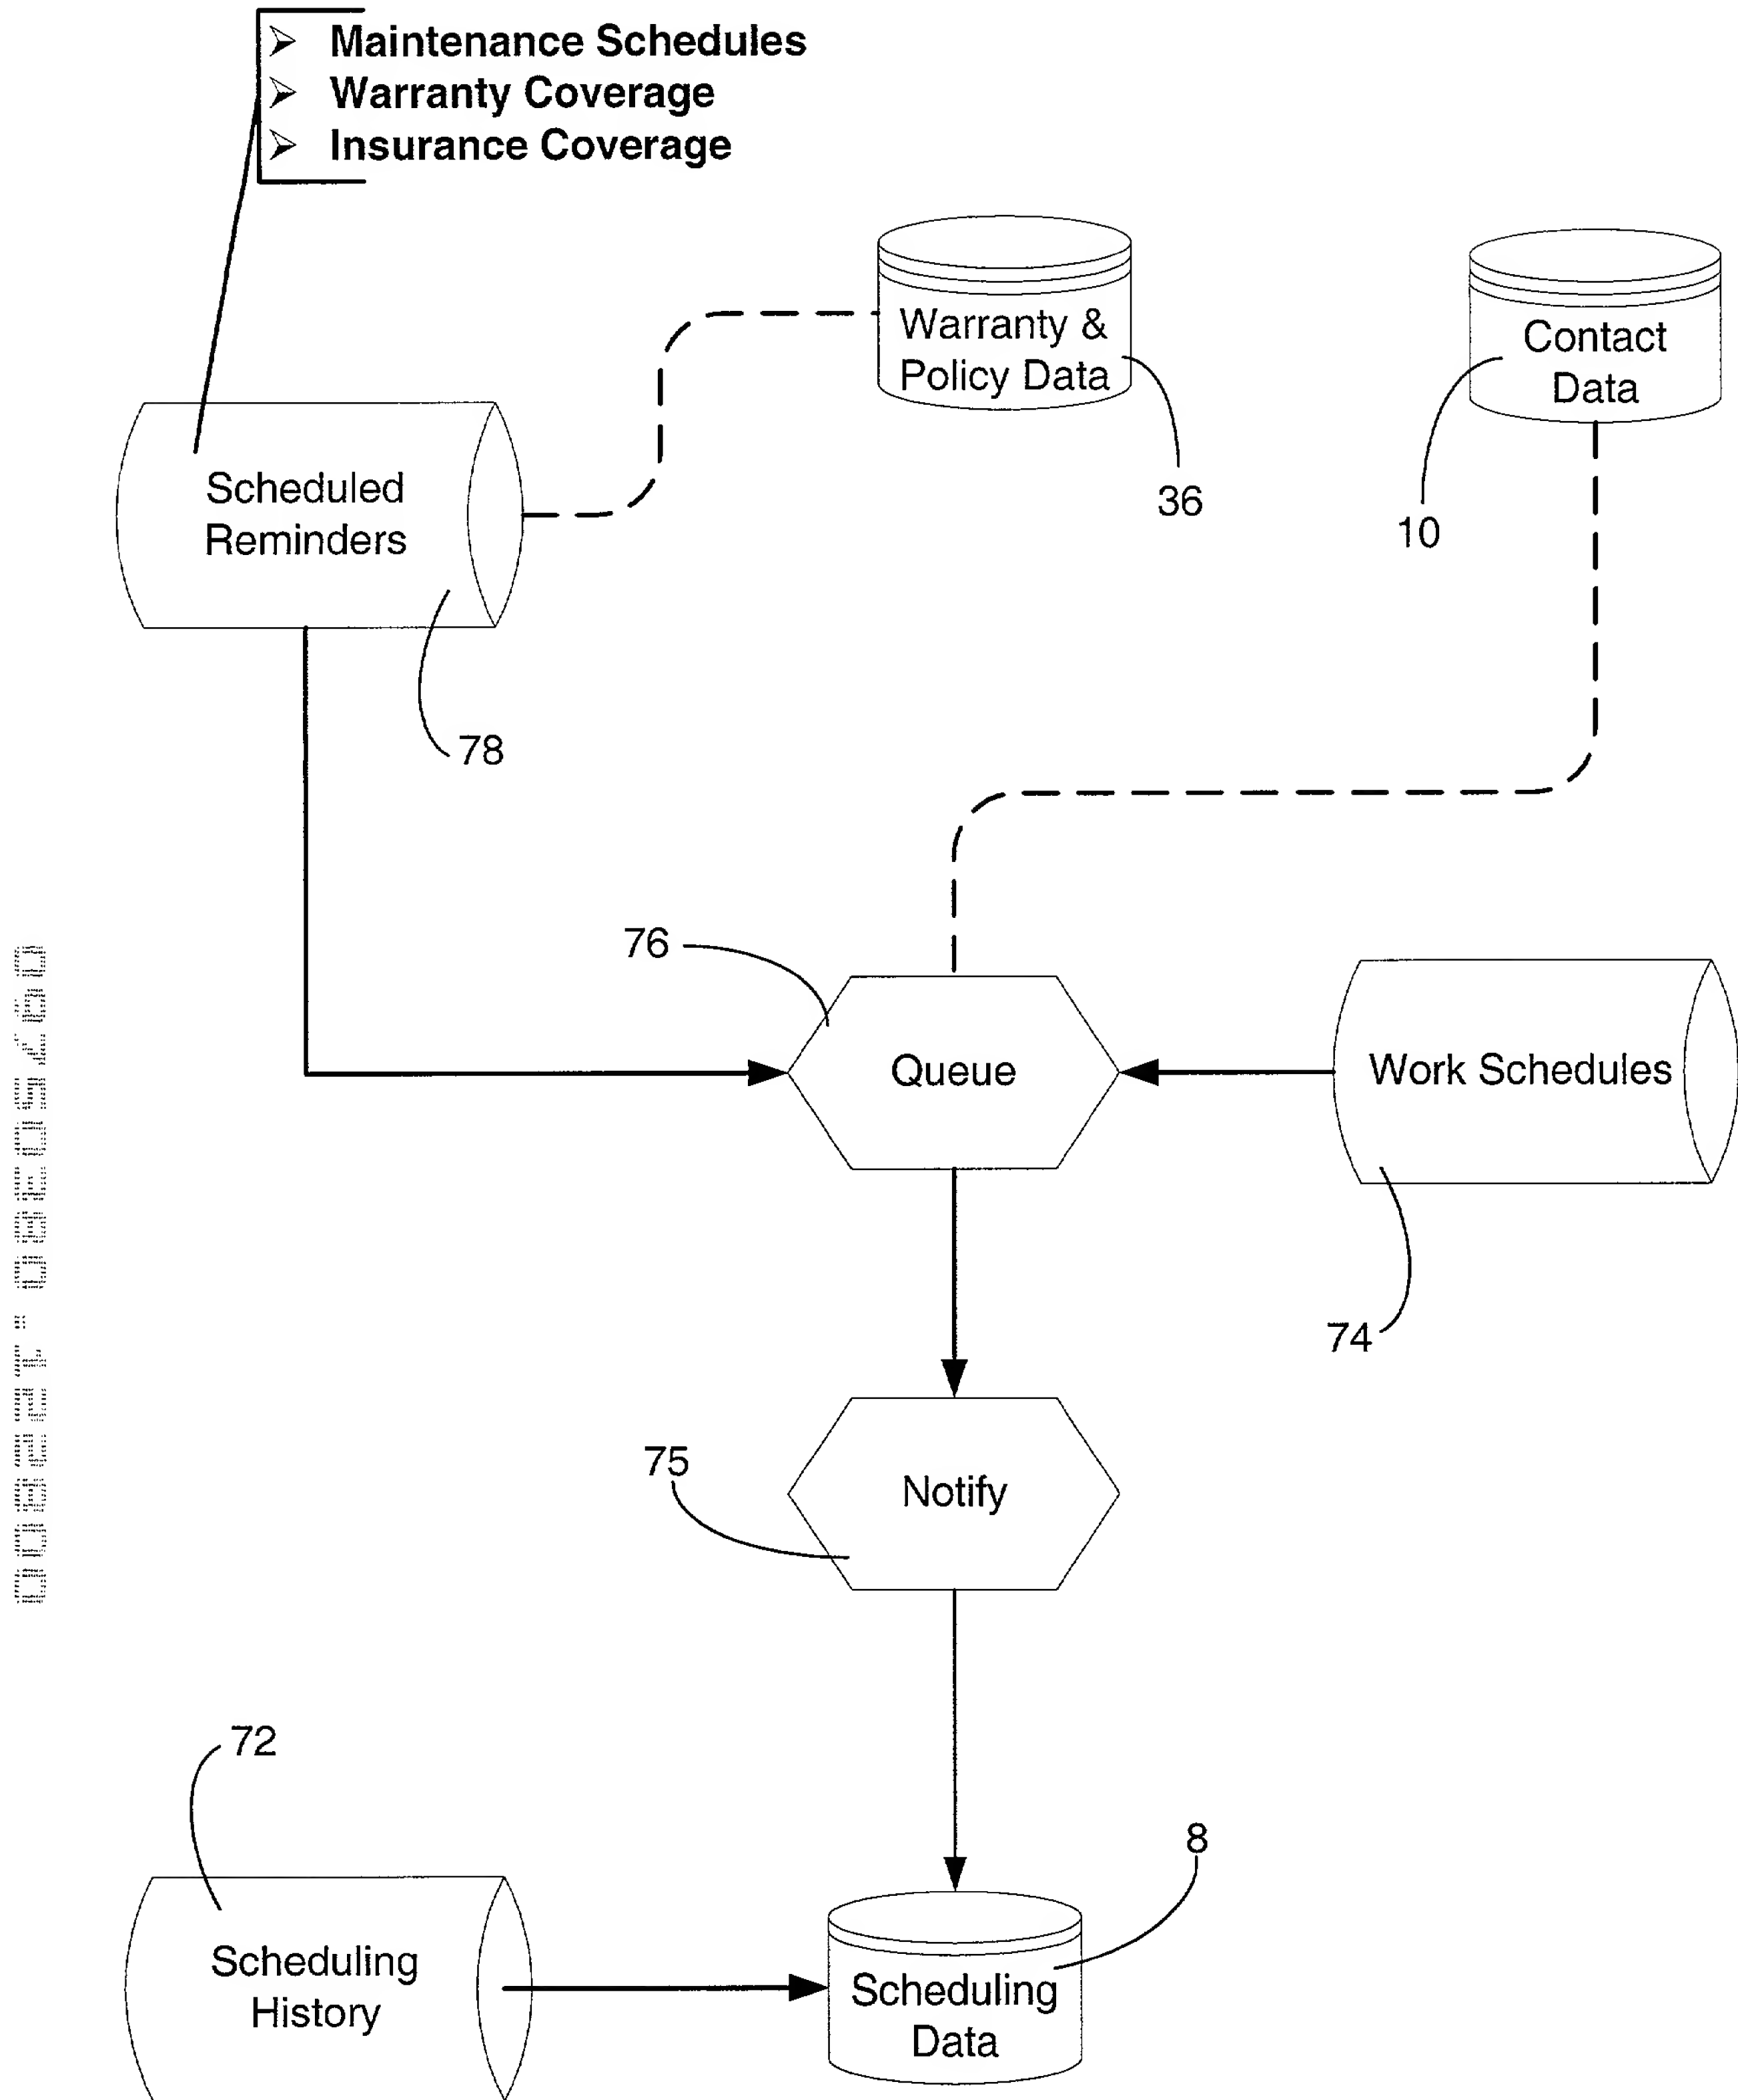 Maintenance Schedules
Warranty Coverage
Insurance Coverage
Warranty &
Policy Data
36
Contact
Data
10
Scheduled
Reminders
78
76
Queue
Work Schedules
74
75
Notify
72
8
Scheduling
History
Scheduling
Data